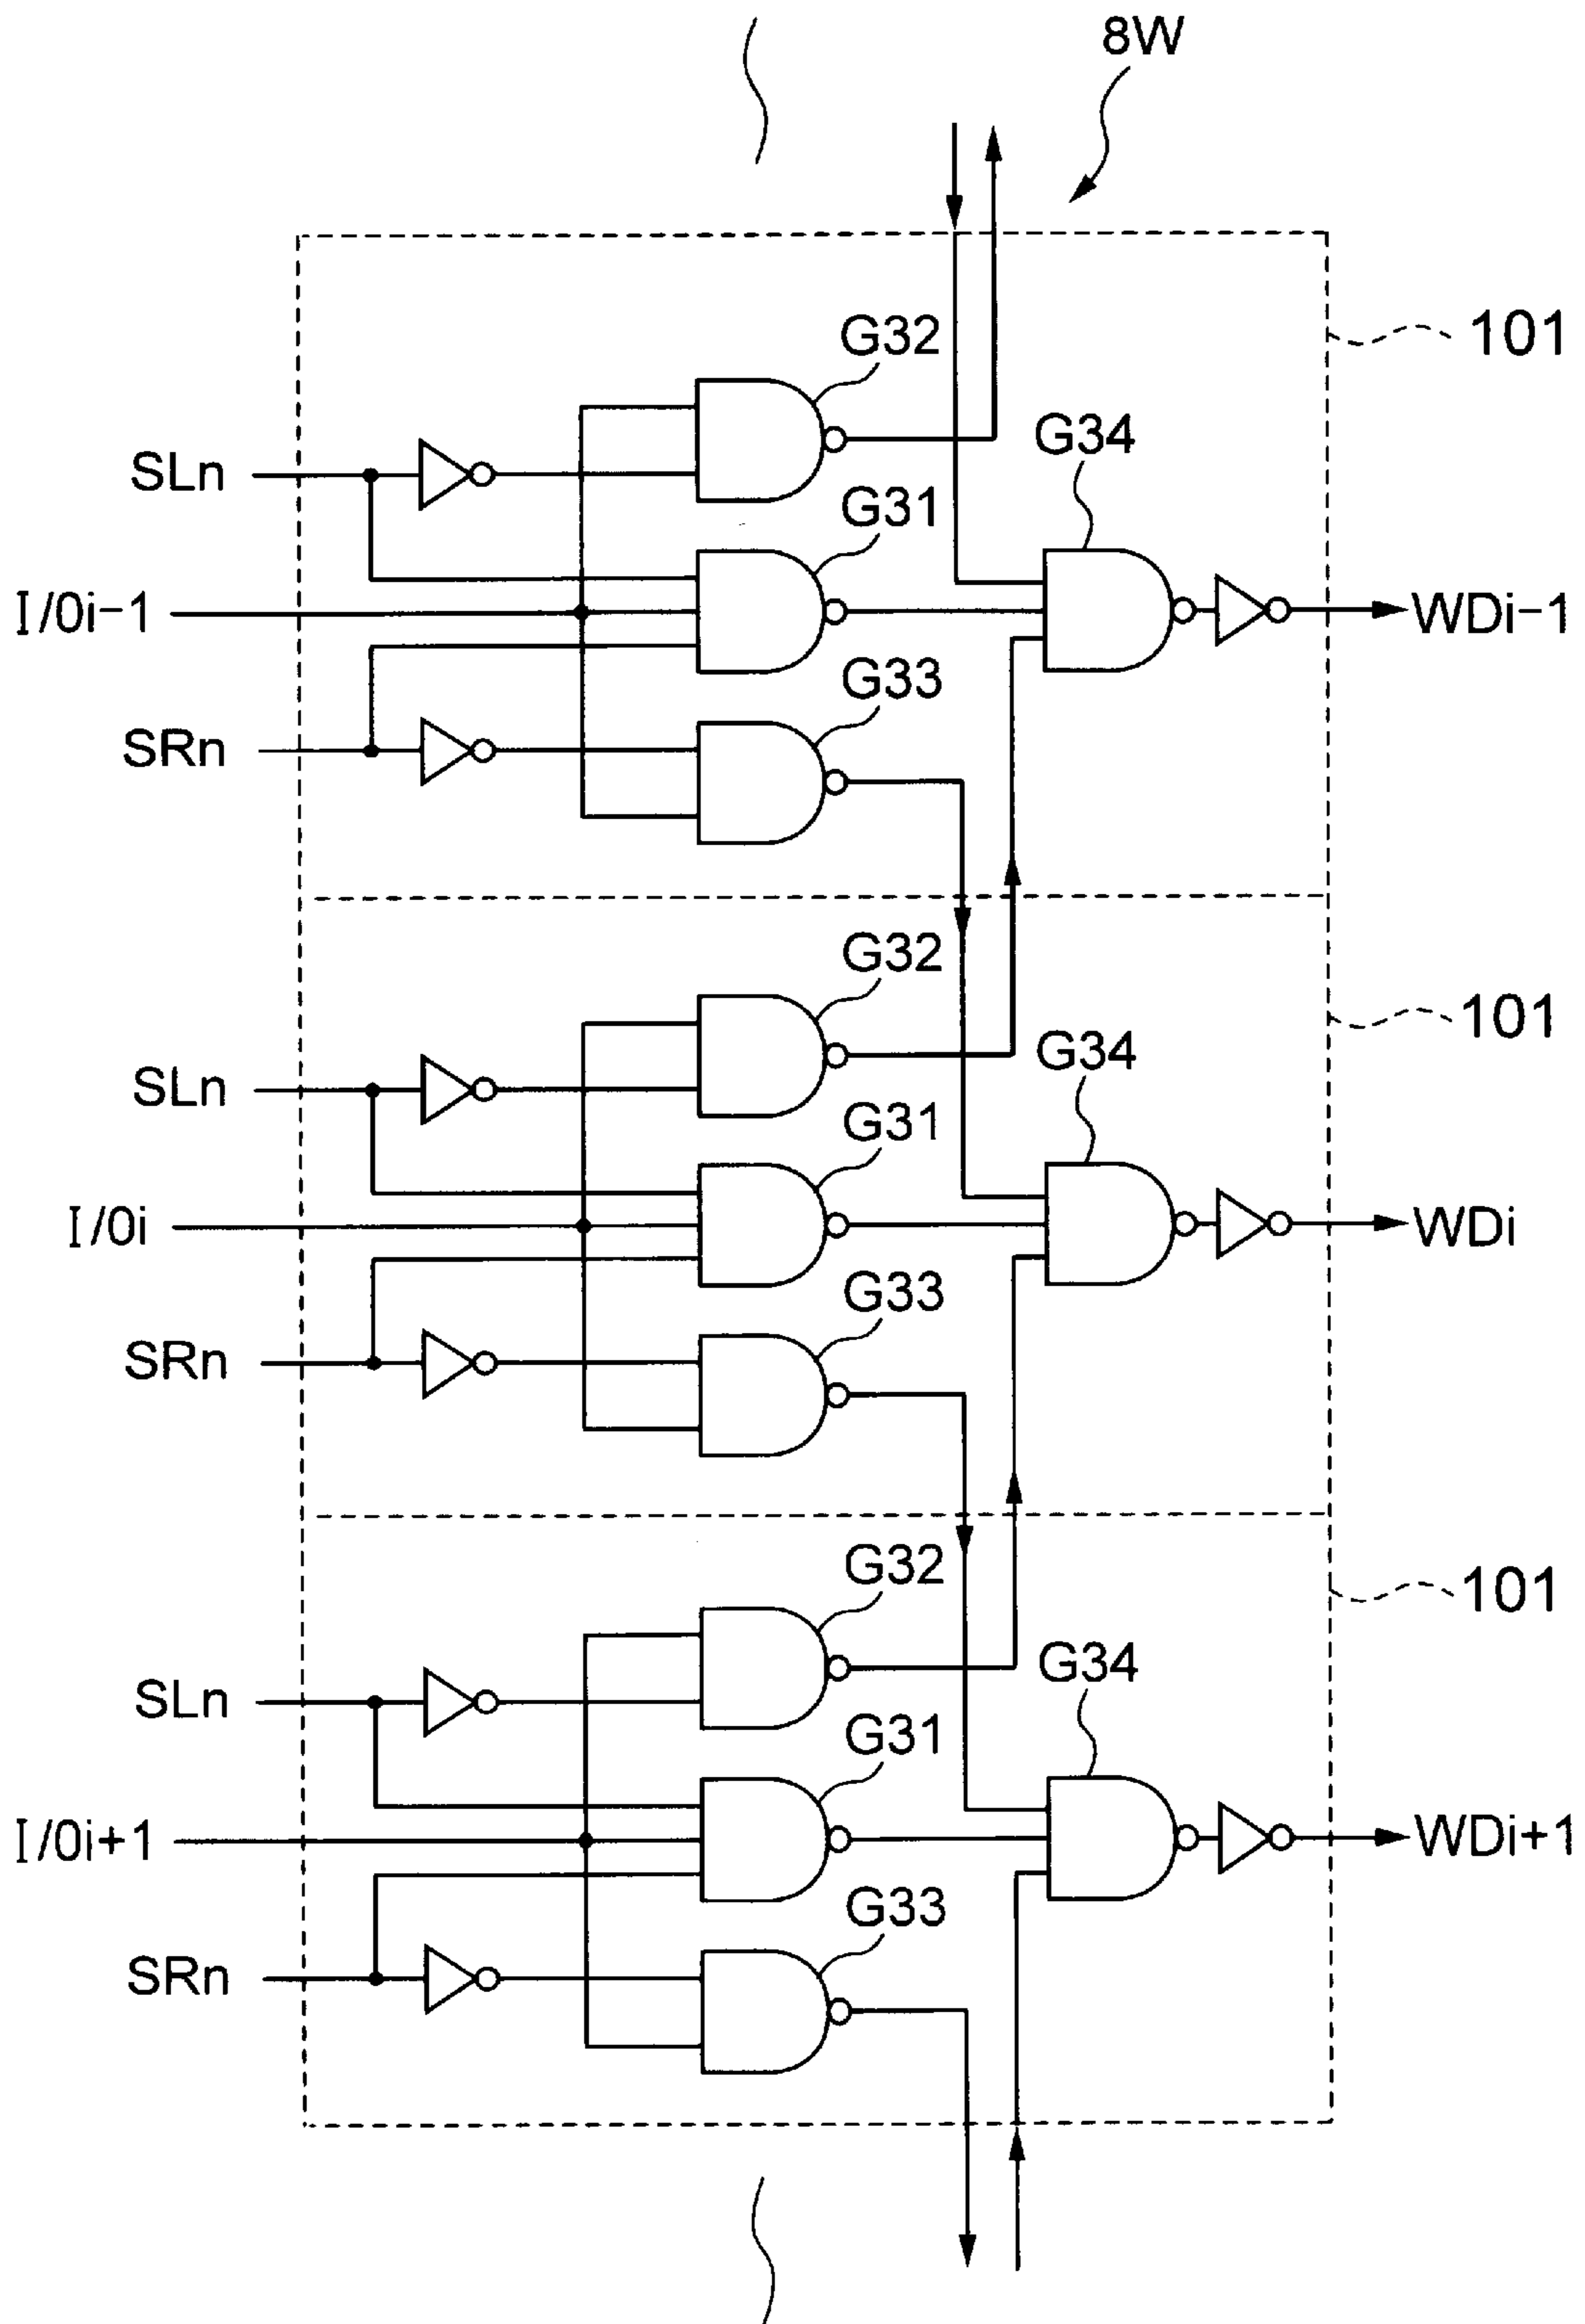 8W
101
G32
G34
SLn
G31
I/0i-1
WDi-1
G33
SRn
G32
101
G34
SLn
G31
I/0i
WDi
G33
SRn
G32
101
G34
SLn
G31
I/0i+1
WDi+1
G33
SRn